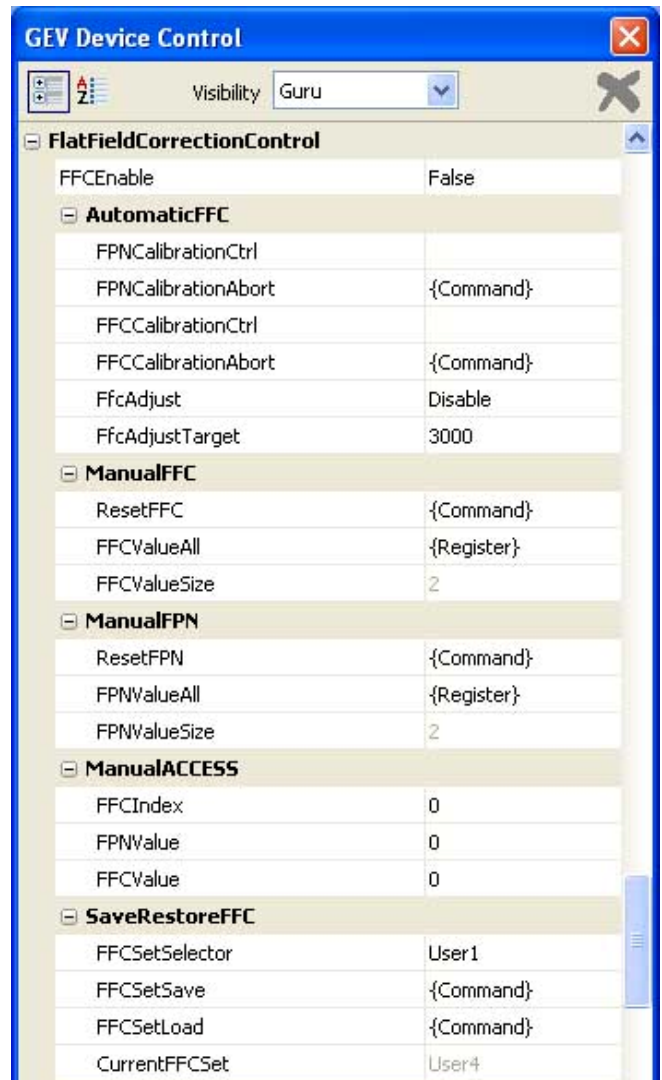 GEV Device Control
Visibility Guru
FlatFieldCorrectionControl
FFCEnable False
AutomaticFFC
FPNCalibrationCtrl
FPNCalibrationAbort {Command}
FFCCalibrationCtrl
FFCCalibrationAbort {Command}
FfcAdjust Disable
FfcAdjustTarget 3000
ManualFFC
ResetFFC {Command}
FFCValueAll {Register}
FFCValueSize 2
ManualFPN
ResetFPN {Command}
FPNValueAll {Register}
FPNValueSize 2
ManualACCESS
FFCIndex 0
FPNValue 0
FFCValue 0
SaveRestoreFFC
FFCSetSelector User1
FFCSetSave {Command}
FFCSetLoad {Command}
CurrentFFCSet User4